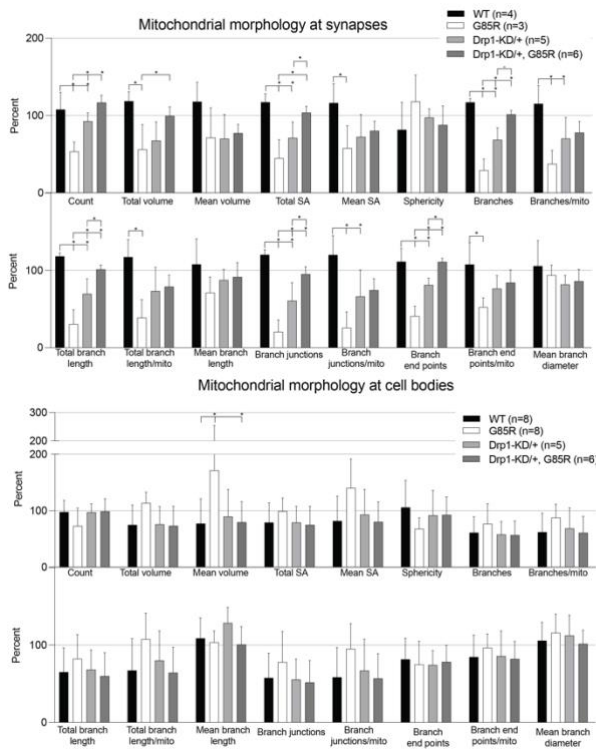 Mitochondrial morphology at synapses
WT (n=4)
G85R (n=3)
Drp1-KD/+ (n=5)
Drp1-KD/+, G85R (n=6)
Percent
200
100
0
Count
Total volume
Mean volume
Total SA
Mean SA
Sphericity
Branches
Branches/mito
Percent
100
0
Total branch
length
Total branch
length/mito
Mean branch
length
Branch junctions
Branch
junctions/mito
Branch
end points
Branch end
points/mito
Mean branch
diameter
Mitochondrial morphology at cell bodies
WT (n=8)
G85R (n=8)
Drp1-KD/+ (n=5)
Drp1-KD/+, G85R (n=6)
Percent
300
200
200
100
0
Count
Total volume
Mean volume
Total SA
Mean SA
Sphericity
Branches
Branches/mito
Percent
100
0
Total branch
length
Total branch
length/mito
Mean branch
length
Branch junctions
Branch
junctions/mito
Branch
end points
Branch end
points/mito
Mean branch
diameter